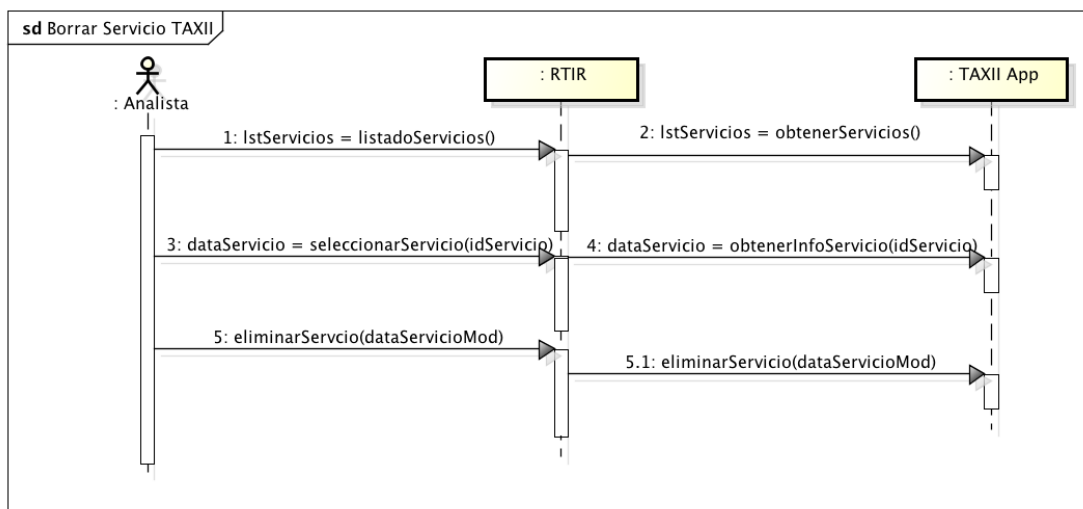 sd Borrar Servicio TAXII
: Analista
: RTIR
: TAXII App
1: lstServicios = listadoServicios()
2: lstServicios = obtenerServicios()
3: dataServicio = seleccionarServicio(idServicio)
4: dataServicio = obtenerInfoServicio(idServicio)
5: eliminarServcio(dataServicioMod)
5.1: eliminarServicio(dataServicioMod)